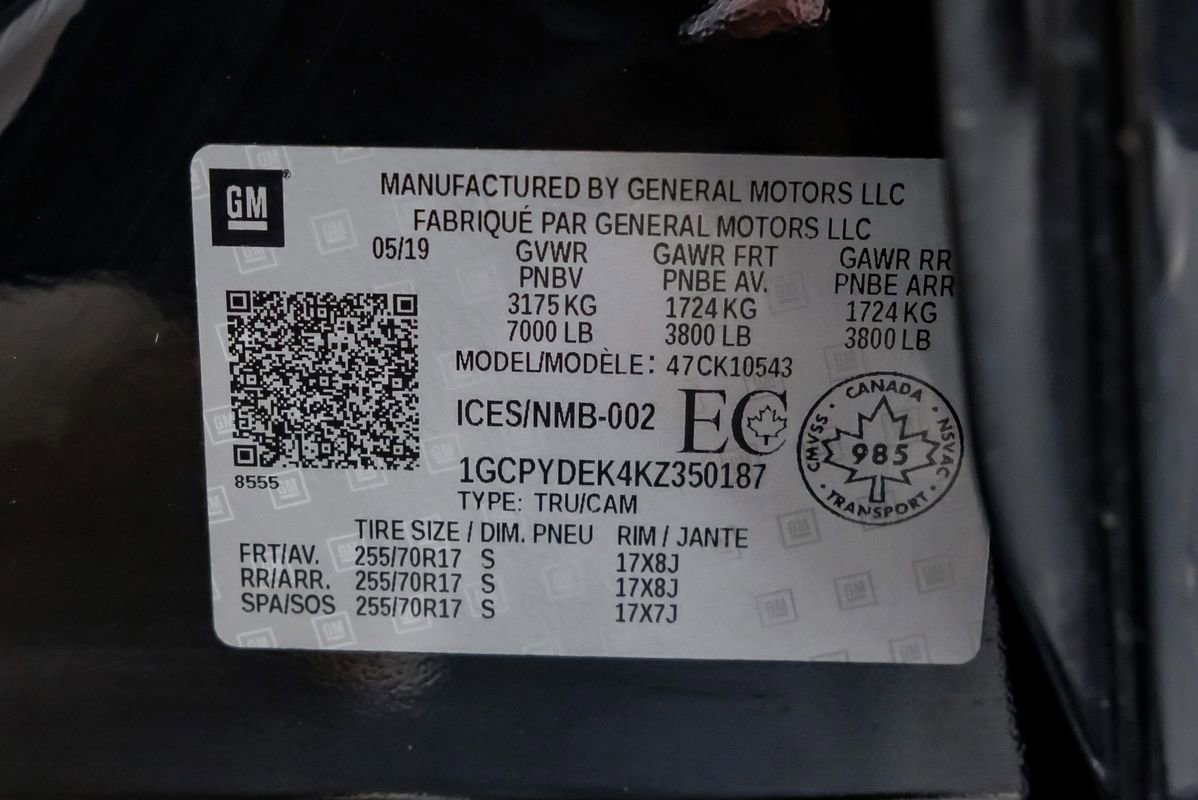 GM
MANUFACTURED BY GENERAL MOTORS LLC
FABRIQUÉ PAR GENERAL MOTORS LLC
05/19 GVWR GAWR FRT GAWR RR
PNBV PNBE AV. PNBE ARR
3175 KG 1724 KG 1724 KG
7000 LB 3800 LB 3800 LB
MODEL/MODÈLE: 47CK10543
ICES/NMB-002 EC
CANADA
CMVSS · NSVAC
985
TRANSPORT
1GCPYDEK4KZ350187
8555
TYPE: TRU/CAM
TIRE SIZE / DIM. PNEU RIM / JANTE
FRT/AV. 255/70R17 S 17X8J
RR/ARR. 255/70R17 S 17X8J
SPA/SOS 255/70R17 S 17X7J